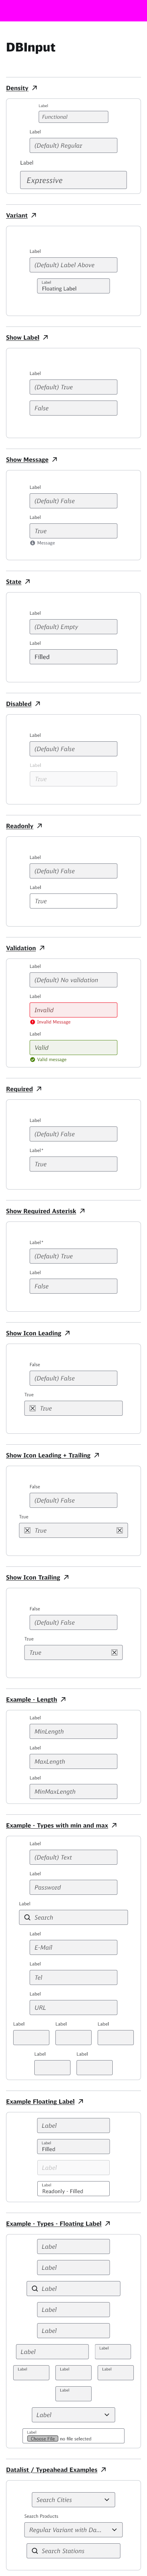 DBInput
Density
Label
Functional
Label
(Default) Regular
Label
Expressive
Variant
Label
(Default) Label Above
Label
Floating Label
Show Label
Label
(Default) True
False
Show Message
Label
(Default) False
Label
True
Message
State
Label
(Default) Empty
Label
Filled
Disabled
Label
(Default) False
Label
True
Readonly
Label
(Default) False
Label
True
Validation
Label
(Default) No validation
Label
Invalid
Invalid Message
Label
Valid
Valid message
Required
Label
(Default) False
Label*
True
Show Required Asterisk
Label*
(Default) True
Label
False
Show Icon Leading
False
(Default) False
True
True
Show Icon Leading + Trailing
False
(Default) False
True
True
Show Icon Trailing
False
(Default) False
True
True
Example - Length
Label
MinLength
Label
MaxLength
Label
MinMaxLength
Example - Types with min and max
Label
(Default) Text
Label
Password
Label
Search
Label
E-Mail
Label
Tel
Label
URL
Label Label Label
Label Label
Example Floating Label
Label
Label
Filled
Label
Label
Readonly - Filled
Example - Types - Floating Label
Label
Label
Label
Label
Label
Label Label
Label Label Label
Label
Label
Label
Choose File no file selected
Datalist / Typeahead Examples
Search Cities
Search Products
Regular Variant with Da...
Search Stations